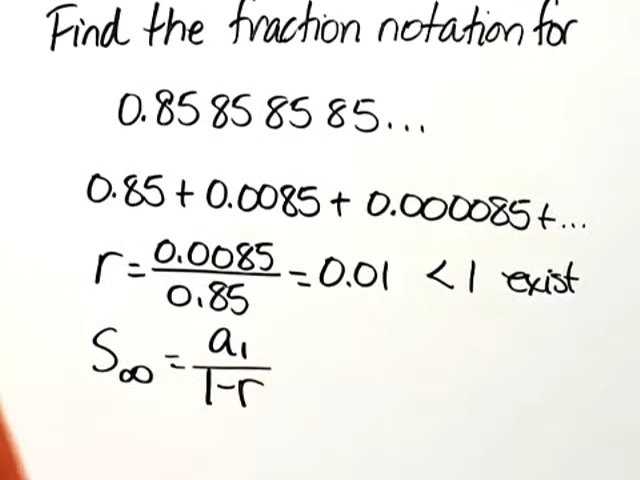 Find the fraction notation for
0.85 85 85 85...
0.85 + 0.0085 + 0.000085 + ...
r = 0.0085 / 0.85 = 0.01 < 1 exist
S∞ = a₁ / 1-r